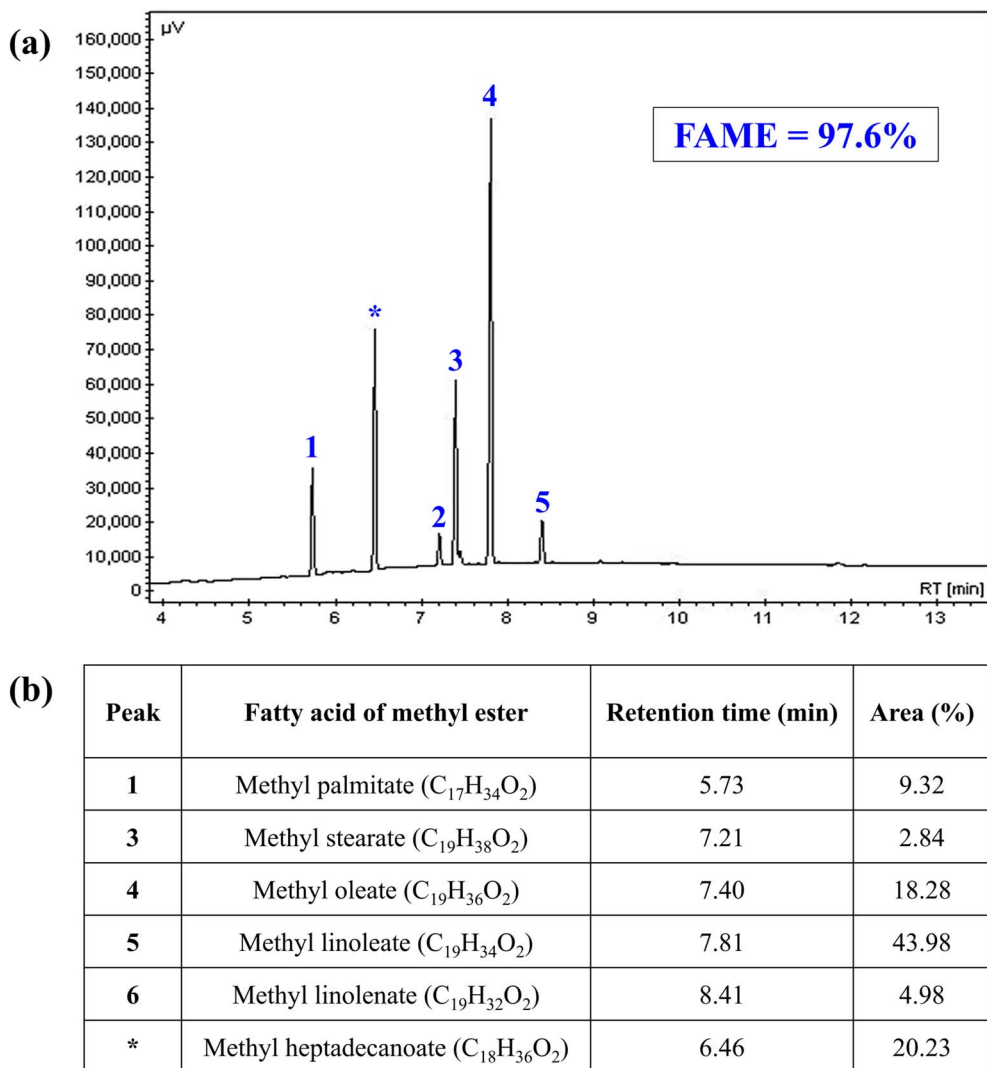 (a)
µV
160,000
150,000
140,000
130,000
120,000
110,000
100,000
90,000
80,000
70,000
60,000
50,000
40,000
30,000
20,000
10,000
0
FAME = 97.6%
1
*
2
3
4
5
RT [min]
4 5 6 7 8 9 10 11 12 13
(b)
Peak Fatty acid of methyl ester Retention time (min) Area (%)
1 Methyl palmitate (C₁₇H₃₄O₂) 5.73 9.32
3 Methyl stearate (C₁₉H₃₈O₂) 7.21 2.84
4 Methyl oleate (C₁₉H₃₆O₂) 7.40 18.28
5 Methyl linoleate (C₁₉H₃₄O₂) 7.81 43.98
6 Methyl linolenate (C₁₉H₃₂O₂) 8.41 4.98
* Methyl heptadecanoate (C₁₈H₃₆O₂) 6.46 20.23